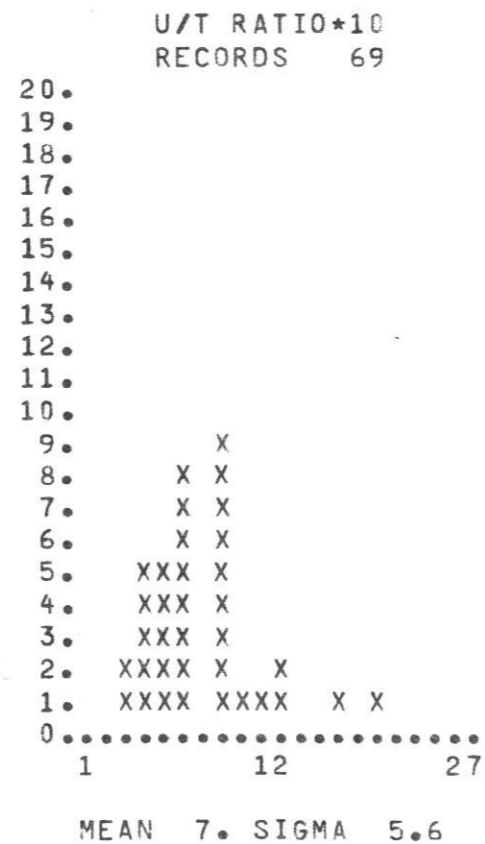 U/T RATIO*10
RECORDS 69
20.
19.
18.
17.
16.
15.
14.
13.
12.
11.
10.
9. X
8. X X
7. X X
6. X X
5. XXX X
4. XXX X
3. XXX X
2. XXXX X X
1. XXXX XXXX X X
0......................
1 12 27
MEAN 7. SIGMA 5.6